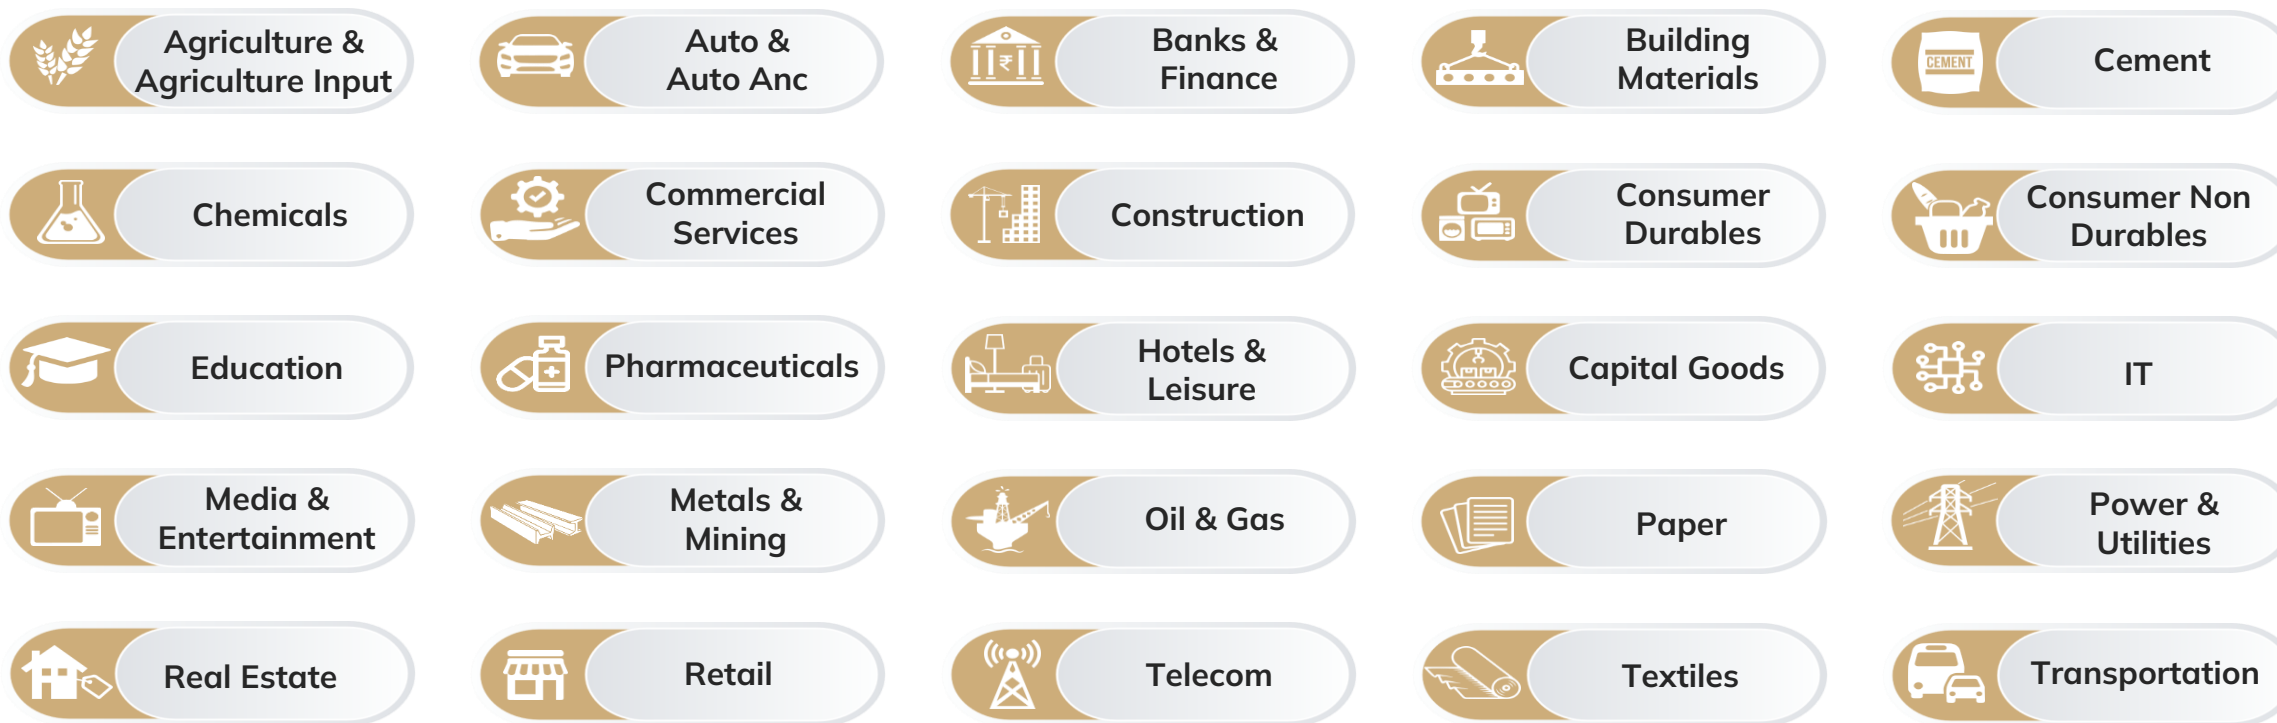 Agriculture &
Agriculture Input
Auto &
Auto Anc
₹
Banks &
Finance
Building
Materials
CEMENT
Cement
Chemicals
Commercial
Services
Construction
Consumer
Durables
Consumer Non
Durables
Education
Pharmaceuticals
Hotels &
Leisure
Capital Goods
IT
Media &
Entertainment
Metals &
Mining
Oil & Gas
Paper
Power &
Utilities
Real Estate
Retail
Telecom
Textiles
Transportation